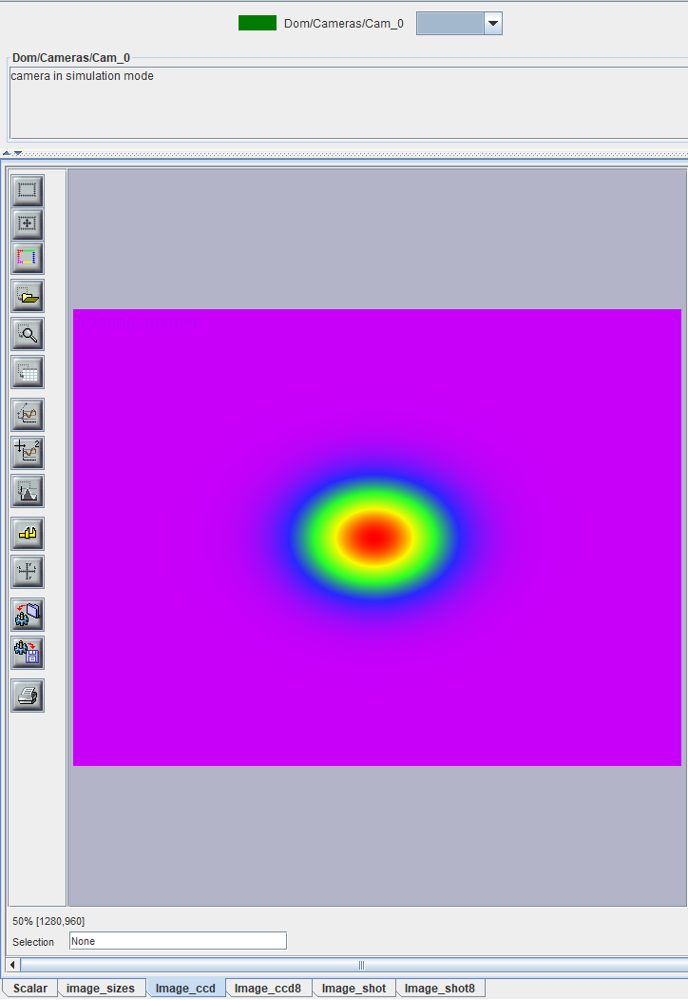 Dom/Cameras/Cam_0
Dom/Cameras/Cam_0
camera in simulation mode
50% [1280,960]
Selection None
Scalar image_sizes Image_ccd Image_ccd8 Image_shot Image_shot8